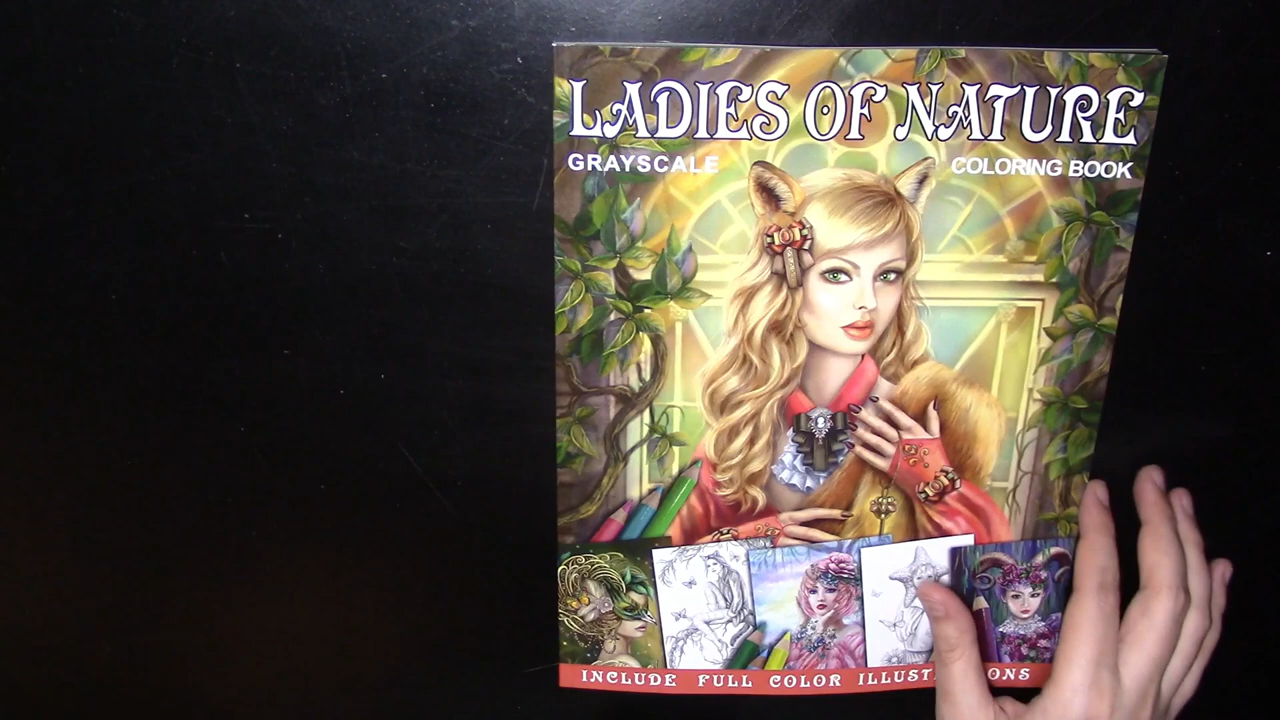 LADIES OF NATURE
GRAYSCALE
COLORING BOOK
INCLUDE FULL COLOR